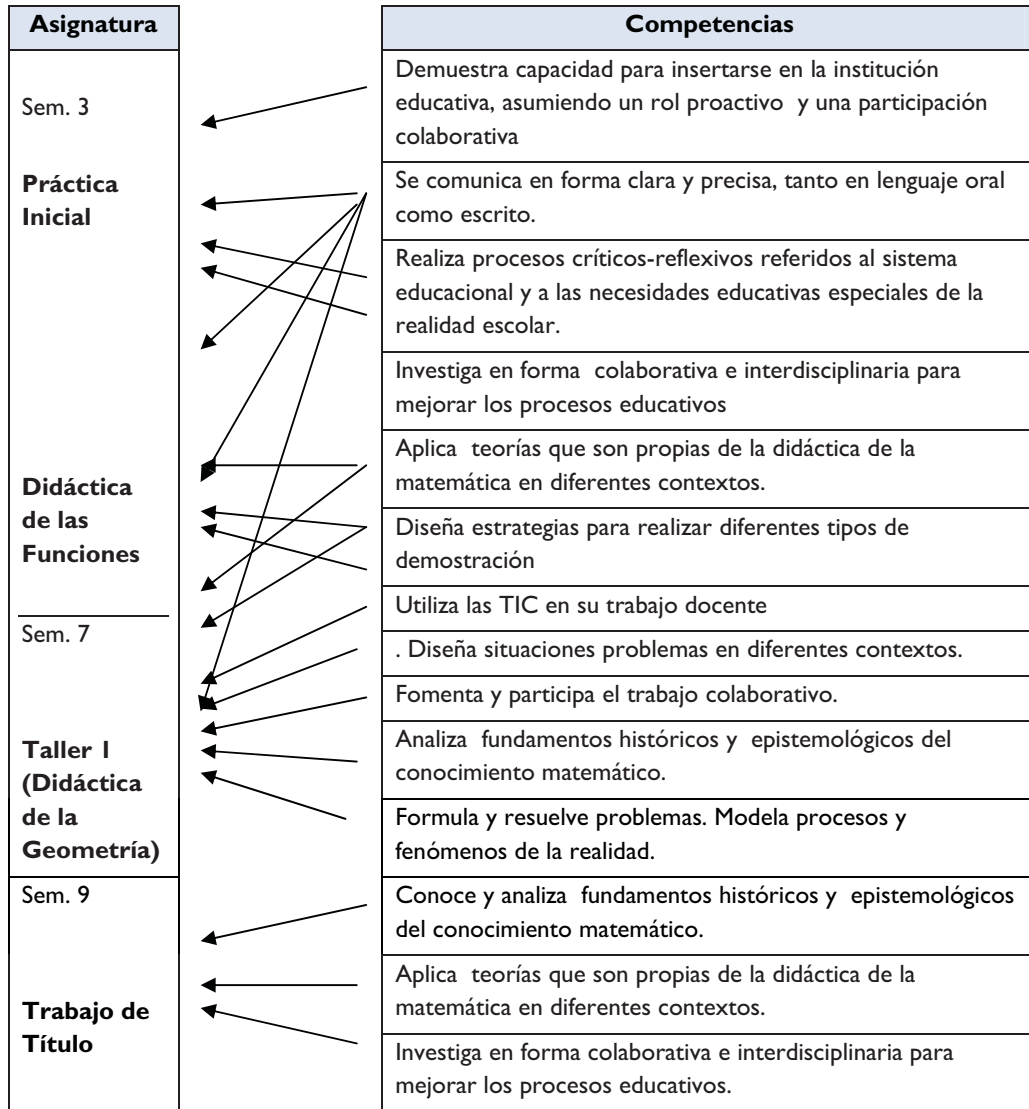 Asignatura
Sem. 3
Práctica
Inicial
Didáctica
de las
Funciones
Sem. 7
Taller 1
(Didáctica
de la
Geometría)
Sem. 9
Trabajo de
Título
Competencias
Demuestra capacidad para insertarse en la institución
educativa, asumiendo un rol proactivo y una participación
colaborativa
Se comunica en forma clara y precisa, tanto en lenguaje oral
como escrito.
Realiza procesos críticos-reflexivos referidos al sistema
educacional y a las necesidades educativas especiales de la
realidad escolar.
Investiga en forma colaborativa e interdisciplinaria para
mejorar los procesos educativos
Aplica teorías que son propias de la didáctica de la
matemática en diferentes contextos.
Diseña estrategias para realizar diferentes tipos de
demostración
Utiliza las TIC en su trabajo docente
. Diseña situaciones problemas en diferentes contextos.
Fomenta y participa el trabajo colaborativo.
Analiza fundamentos históricos y epistemológicos del
conocimiento matemático.
Formula y resuelve problemas. Modela procesos y
fenómenos de la realidad.
Conoce y analiza fundamentos históricos y epistemológicos
del conocimiento matemático.
Aplica teorías que son propias de la didáctica de la
matemática en diferentes contextos.
Investiga en forma colaborativa e interdisciplinaria para
mejorar los procesos educativos.